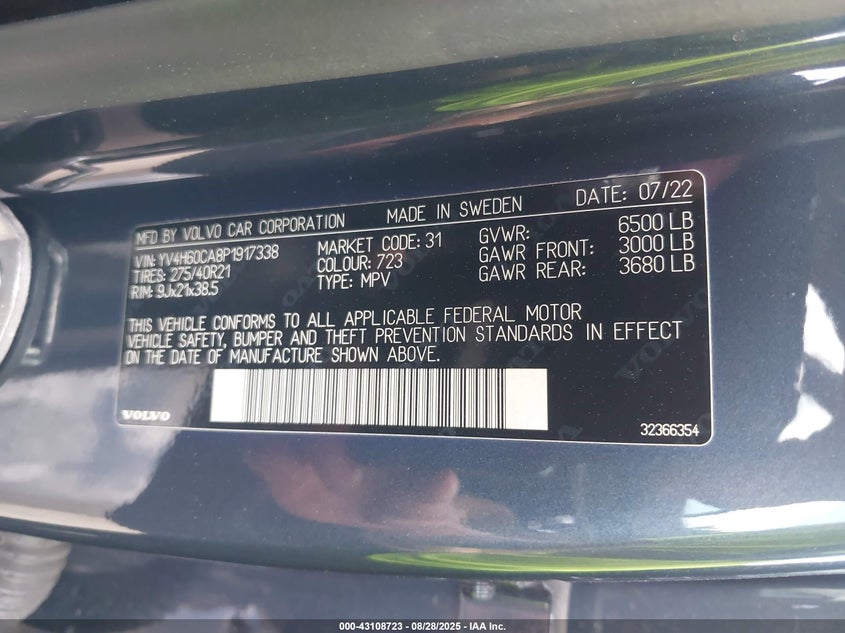 MFD BY VOLVO CAR CORPORATION MADE IN SWEDEN DATE: 07/22
VIN: YV4H60CA8P1917338 MARKET CODE: 31 GVWR: 6500 LB
TIRES: 275/40R21 COLOUR: 723 GAWR FRONT: 3000 LB
RIM: 9Jx21x38.5 TYPE: MPV GAWR REAR: 3680 LB
THIS VEHICLE CONFORMS TO ALL APPLICABLE FEDERAL MOTOR
VEHICLE SAFETY, BUMPER AND THEFT PREVENTION STANDARDS IN EFFECT
ON THE DATE OF MANUFACTURE SHOWN ABOVE.
VOLVO
32366354
000-43108723 - 08/28/2025 - IAA Inc.